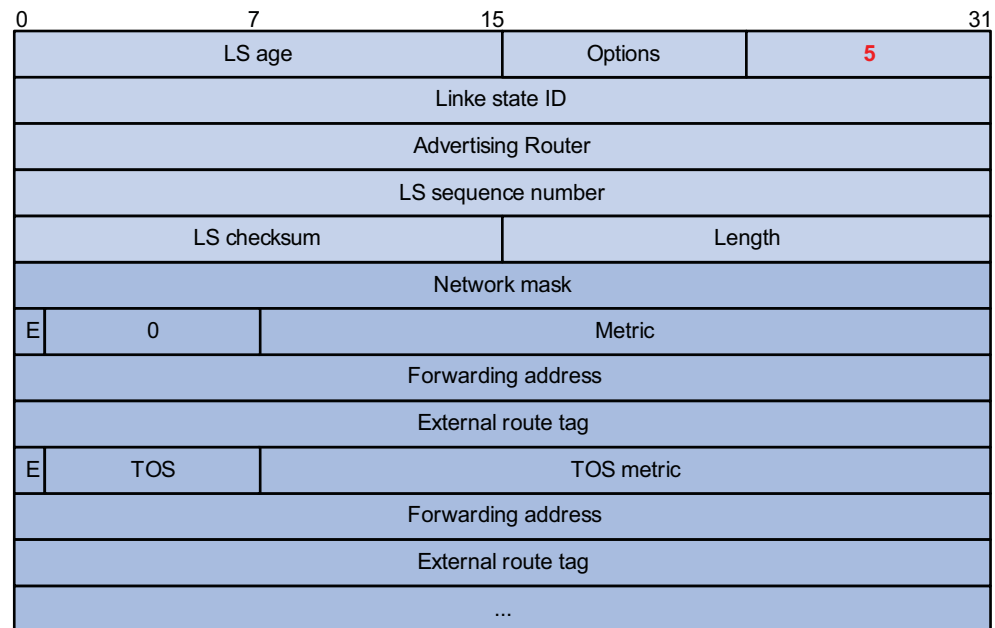 0 7 15 31
LS age Options 5
Linke state ID
Advertising Router
LS sequence number
LS checksum Length
Network mask
E 0 Metric
Forwarding address
External route tag
E TOS TOS metric
Forwarding address
External route tag
...